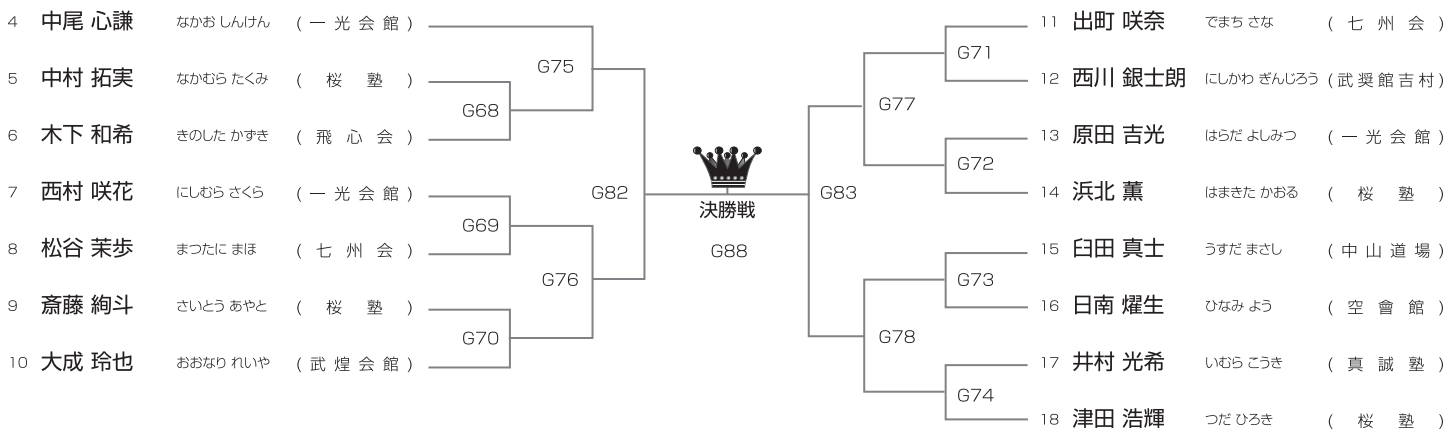 4 中尾 心謙 なかお しんけん (一光会館)
5 中村 拓実 なかむら たくみ (桜塾)
6 木下 和希 きのした かずき (飛心会)
7 西村 咲花 にしむら さくら (一光会館)
8 松谷 茉歩 まつたに まほ (七州会)
9 斎藤 絢斗 さいとう あやと (桜塾)
10 大成 玲也 おおなり れいや (武煌会館)
G75
G68
G82
G69
G76
G70
決勝戦
G88
11 出町 咲奈 でまち さな (七州会)
12 西川 銀士朗 にしかわ ぎんじろう (武奨館吉村)
13 原田 吉光 はらだ よしみつ (一光会館)
14 浜北 薫 はまきた かおる (桜塾)
15 臼田 真士 うすだ まさし (中山道場)
16 日南 燿生 ひなみ よう (空會館)
17 井村 光希 いむら こうき (真誠塾)
18 津田 浩輝 つだ ひろき (桜塾)
G71
G77
G72
G83
G73
G78
G74